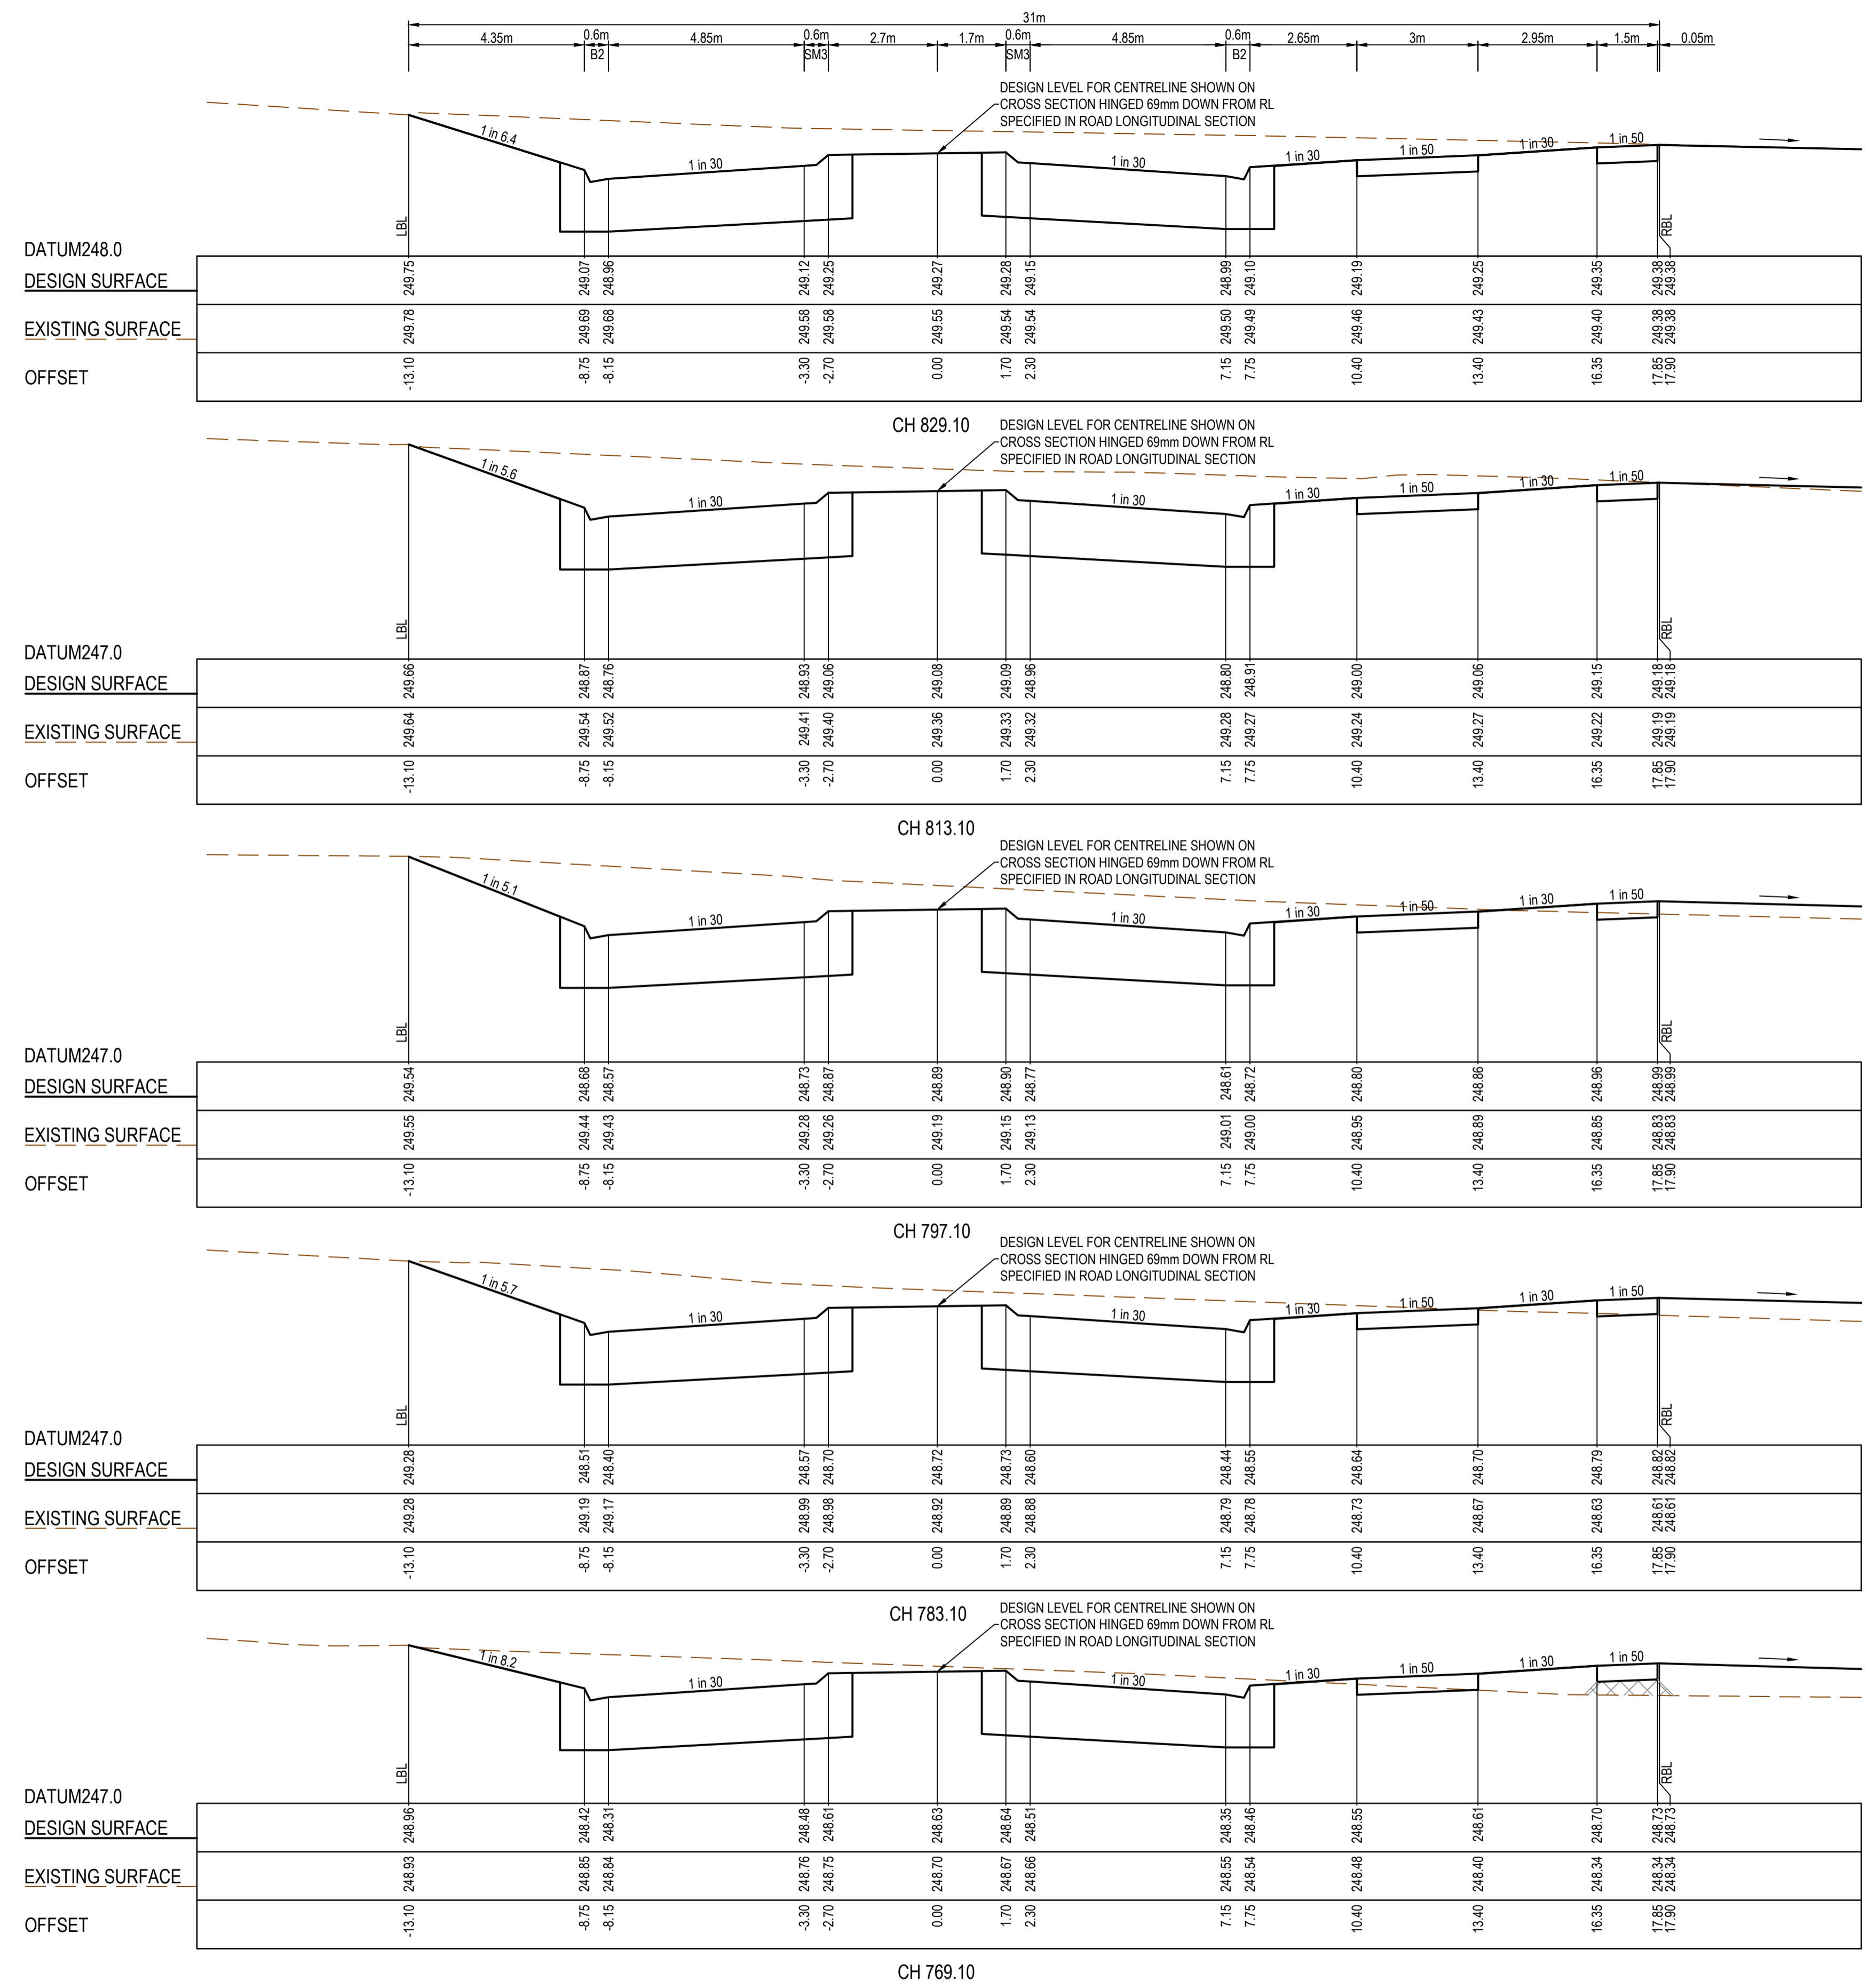 31m
4.35m 0.6m 4.85m 0.6m 2.7m 1.7m 0.6m 4.85m 0.6m 2.65m 3m 2.95m 1.5m 0.05m
B2 SM3 SM3 B2
DESIGN LEVEL FOR CENTRELINE SHOWN ON
CROSS SECTION HINGED 69mm DOWN FROM RL
SPECIFIED IN ROAD LONGITUDINAL SECTION
1 in 6.4 1 in 30 1 in 30 1 in 30 1 in 50 1 in 30 1 in 50
LBL RBL
DATUM248.0
DESIGN SURFACE 249.75 249.07 248.96 249.12 249.25 249.27 249.28 249.15 248.99 249.10 249.19 249.25 249.35 249.38 249.38
EXISTING SURFACE 249.78 249.69 249.68 249.58 249.58 249.55 249.54 249.54 249.50 249.49 249.46 249.43 249.40 249.38 249.38
OFFSET -13.10 -8.75 -8.15 -3.30 -2.70 0.00 1.70 2.30 7.15 7.75 10.40 13.40 16.35 17.85 17.90
CH 829.10
DESIGN LEVEL FOR CENTRELINE SHOWN ON
CROSS SECTION HINGED 69mm DOWN FROM RL
SPECIFIED IN ROAD LONGITUDINAL SECTION
1 in 5.6 1 in 30 1 in 30 1 in 30 1 in 50 1 in 30 1 in 50
LBL RBL
DATUM247.0
DESIGN SURFACE 249.66 248.87 248.76 248.93 249.06 249.08 249.09 248.96 248.80 248.91 249.00 249.06 249.15 249.18 249.18
EXISTING SURFACE 249.64 249.54 249.52 249.41 249.40 249.36 249.33 249.32 249.28 249.27 249.24 249.27 249.22 249.19 249.19
OFFSET -13.10 -8.75 -8.15 -3.30 -2.70 0.00 1.70 2.30 7.15 7.75 10.40 13.40 16.35 17.85 17.90
CH 813.10
DESIGN LEVEL FOR CENTRELINE SHOWN ON
CROSS SECTION HINGED 69mm DOWN FROM RL
SPECIFIED IN ROAD LONGITUDINAL SECTION
1 in 5.1 1 in 30 1 in 30 1 in 30 1 in 50 1 in 30 1 in 50
LBL RBL
DATUM247.0
DESIGN SURFACE 249.54 248.68 248.57 248.73 248.87 248.89 248.90 248.77 248.61 248.72 248.80 248.86 248.96 248.99 248.99
EXISTING SURFACE 249.55 249.44 249.43 249.28 249.26 249.19 249.15 249.13 249.01 249.00 248.95 248.89 248.85 248.83 248.83
OFFSET -13.10 -8.75 -8.15 -3.30 -2.70 0.00 1.70 2.30 7.15 7.75 10.40 13.40 16.35 17.85 17.90
CH 797.10
DESIGN LEVEL FOR CENTRELINE SHOWN ON
CROSS SECTION HINGED 69mm DOWN FROM RL
SPECIFIED IN ROAD LONGITUDINAL SECTION
1 in 5.7 1 in 30 1 in 30 1 in 30 1 in 50 1 in 30 1 in 50
LBL RBL
DATUM247.0
DESIGN SURFACE 249.28 248.51 248.40 248.57 248.70 248.72 248.73 248.60 248.44 248.55 248.64 248.70 248.79 248.82 248.82
EXISTING SURFACE 249.28 249.19 249.17 248.99 248.98 248.92 248.89 248.88 248.79 248.78 248.73 248.67 248.63 248.61 248.61
OFFSET -13.10 -8.75 -8.15 -3.30 -2.70 0.00 1.70 2.30 7.15 7.75 10.40 13.40 16.35 17.85 17.90
CH 783.10
DESIGN LEVEL FOR CENTRELINE SHOWN ON
CROSS SECTION HINGED 69mm DOWN FROM RL
SPECIFIED IN ROAD LONGITUDINAL SECTION
1 in 8.2 1 in 30 1 in 30 1 in 30 1 in 50 1 in 30 1 in 50
LBL RBL
DATUM247.0
DESIGN SURFACE 248.96 248.42 248.31 248.48 248.61 248.63 248.64 248.51 248.35 248.46 248.55 248.61 248.70 248.73 248.73
EXISTING SURFACE 248.93 248.85 248.84 248.76 248.75 248.70 248.67 248.66 248.55 248.54 248.48 248.40 248.34 248.34 248.34
OFFSET -13.10 -8.75 -8.15 -3.30 -2.70 0.00 1.70 2.30 7.15 7.75 10.40 13.40 16.35 17.85 17.90
CH 769.10